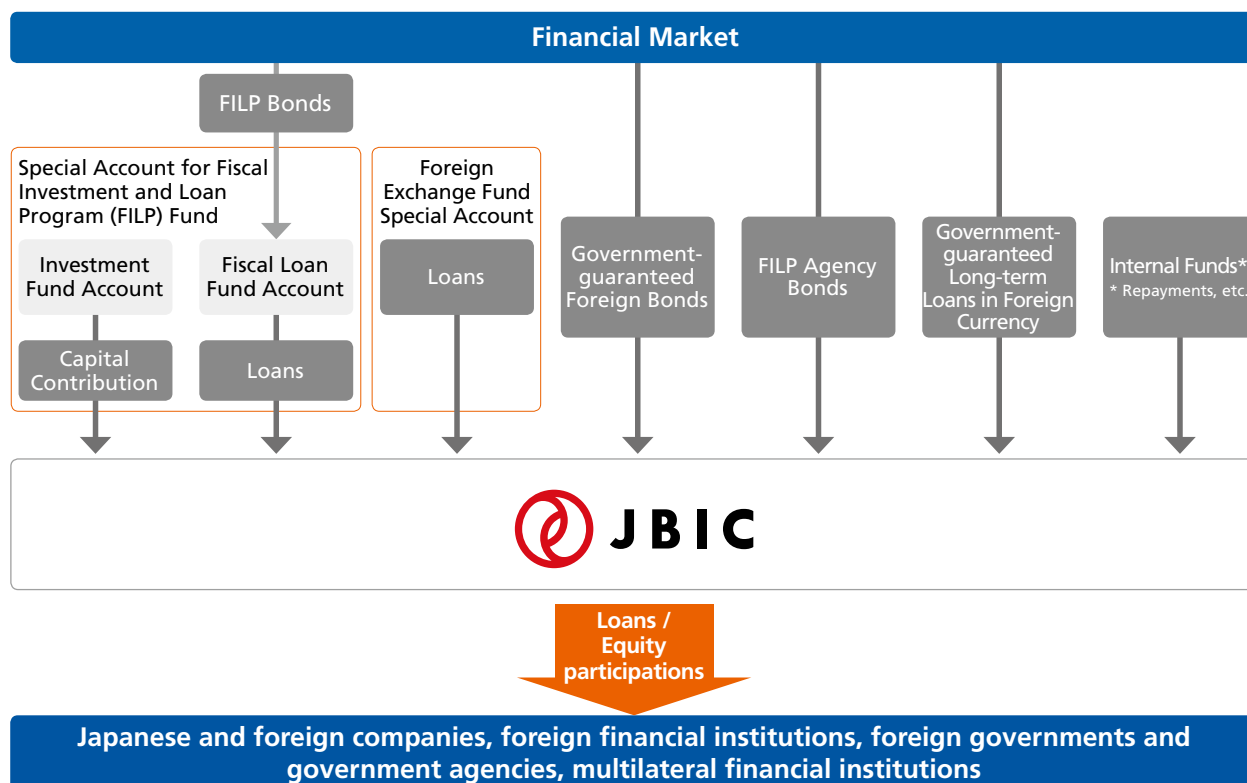 Financial Market
FILP Bonds
Special Account for Fiscal
Investment and Loan
Program (FILP) Fund
Investment
Fund Account
Capital
Contribution
Fiscal Loan
Fund Account
Loans
Foreign
Exchange Fund
Special Account
Loans
Government-
guaranteed
Foreign Bonds
FILP Agency
Bonds
Government-
guaranteed
Long-term
Loans in Foreign
Currency
Internal Funds*
* Repayments, etc.
JBIC
Loans /
Equity
participations
Japanese and foreign companies, foreign financial institutions, foreign governments and
government agencies, multilateral financial institutions